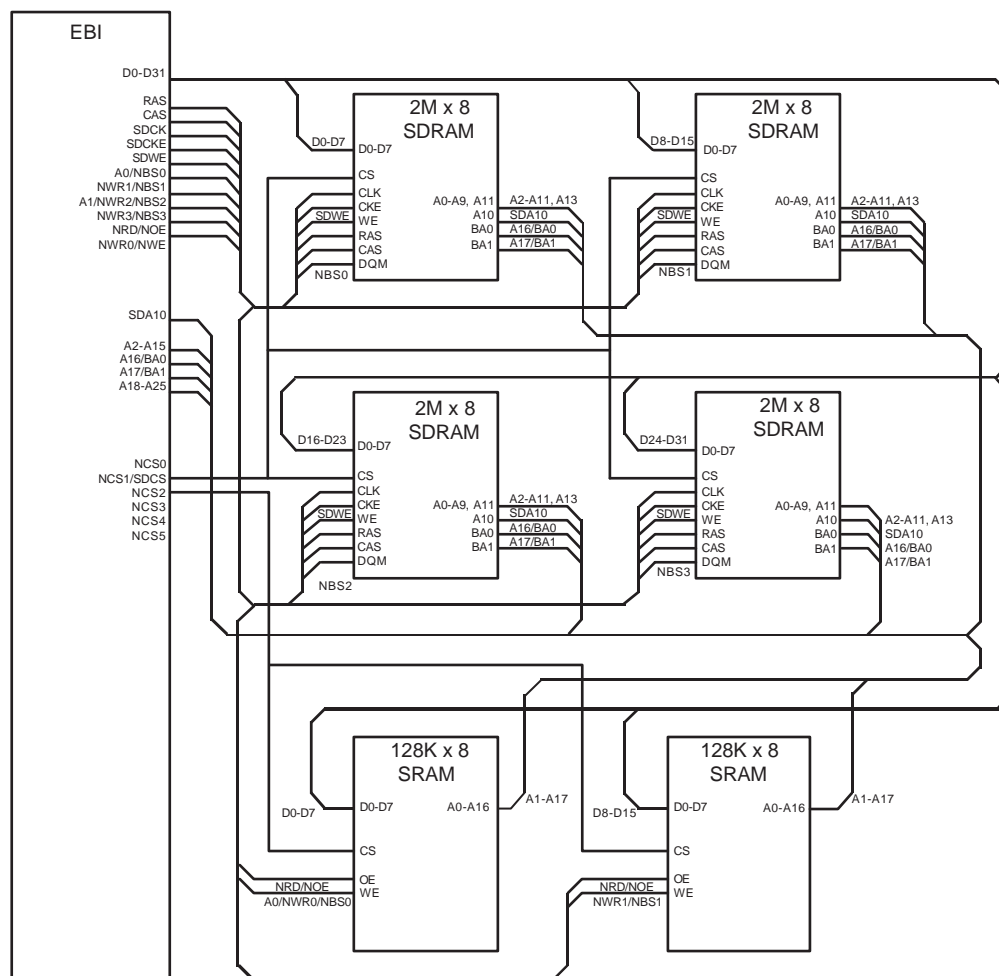 EBI
D0-D31
RAS
CAS
SDCK
SDCKE
SDWE
A0/NBS0
NWR1/NBS1
A1/NWR2/NBS2
NWR3/NBS3
NRD/NOE
NWR0/NWE
SDA10
A2-A15
A16/BA0
A17/BA1
A18-A25
NCS0
NCS1/SDCS
NCS2
NCS3
NCS4
NCS5
2M x 8
SDRAM
D0-D7
D0-D7
CS
CLK
CKE
SDWE
WE
RAS
CAS
DQM
NBS0
A0-A9, A11
A10
BA0
BA1
A2-A11, A13
SDA10
A16/BA0
A17/BA1
2M x 8
SDRAM
D8-D15
D0-D7
CS
CLK
CKE
SDWE
WE
RAS
CAS
DQM
NBS1
A0-A9, A11
A10
BA0
BA1
A2-A11, A13
SDA10
A16/BA0
A17/BA1
2M x 8
SDRAM
D16-D23
D0-D7
CS
CLK
CKE
SDWE
WE
RAS
CAS
DQM
NBS2
A0-A9, A11
A10
BA0
BA1
A2-A11, A13
SDA10
A16/BA0
A17/BA1
2M x 8
SDRAM
D24-D31
D0-D7
CS
CLK
CKE
SDWE
WE
RAS
CAS
DQM
NBS3
A0-A9, A11
A10
BA0
BA1
A2-A11, A13
SDA10
A16/BA0
A17/BA1
128K x 8
SRAM
D0-D7
D0-D7
A0-A16
A1-A17
CS
OE
NRD/NOE
WE
A0/NWR0/NBS0
128K x 8
SRAM
D8-D15
D0-D7
A0-A16
A1-A17
CS
OE
NRD/NOE
WE
NWR1/NBS1